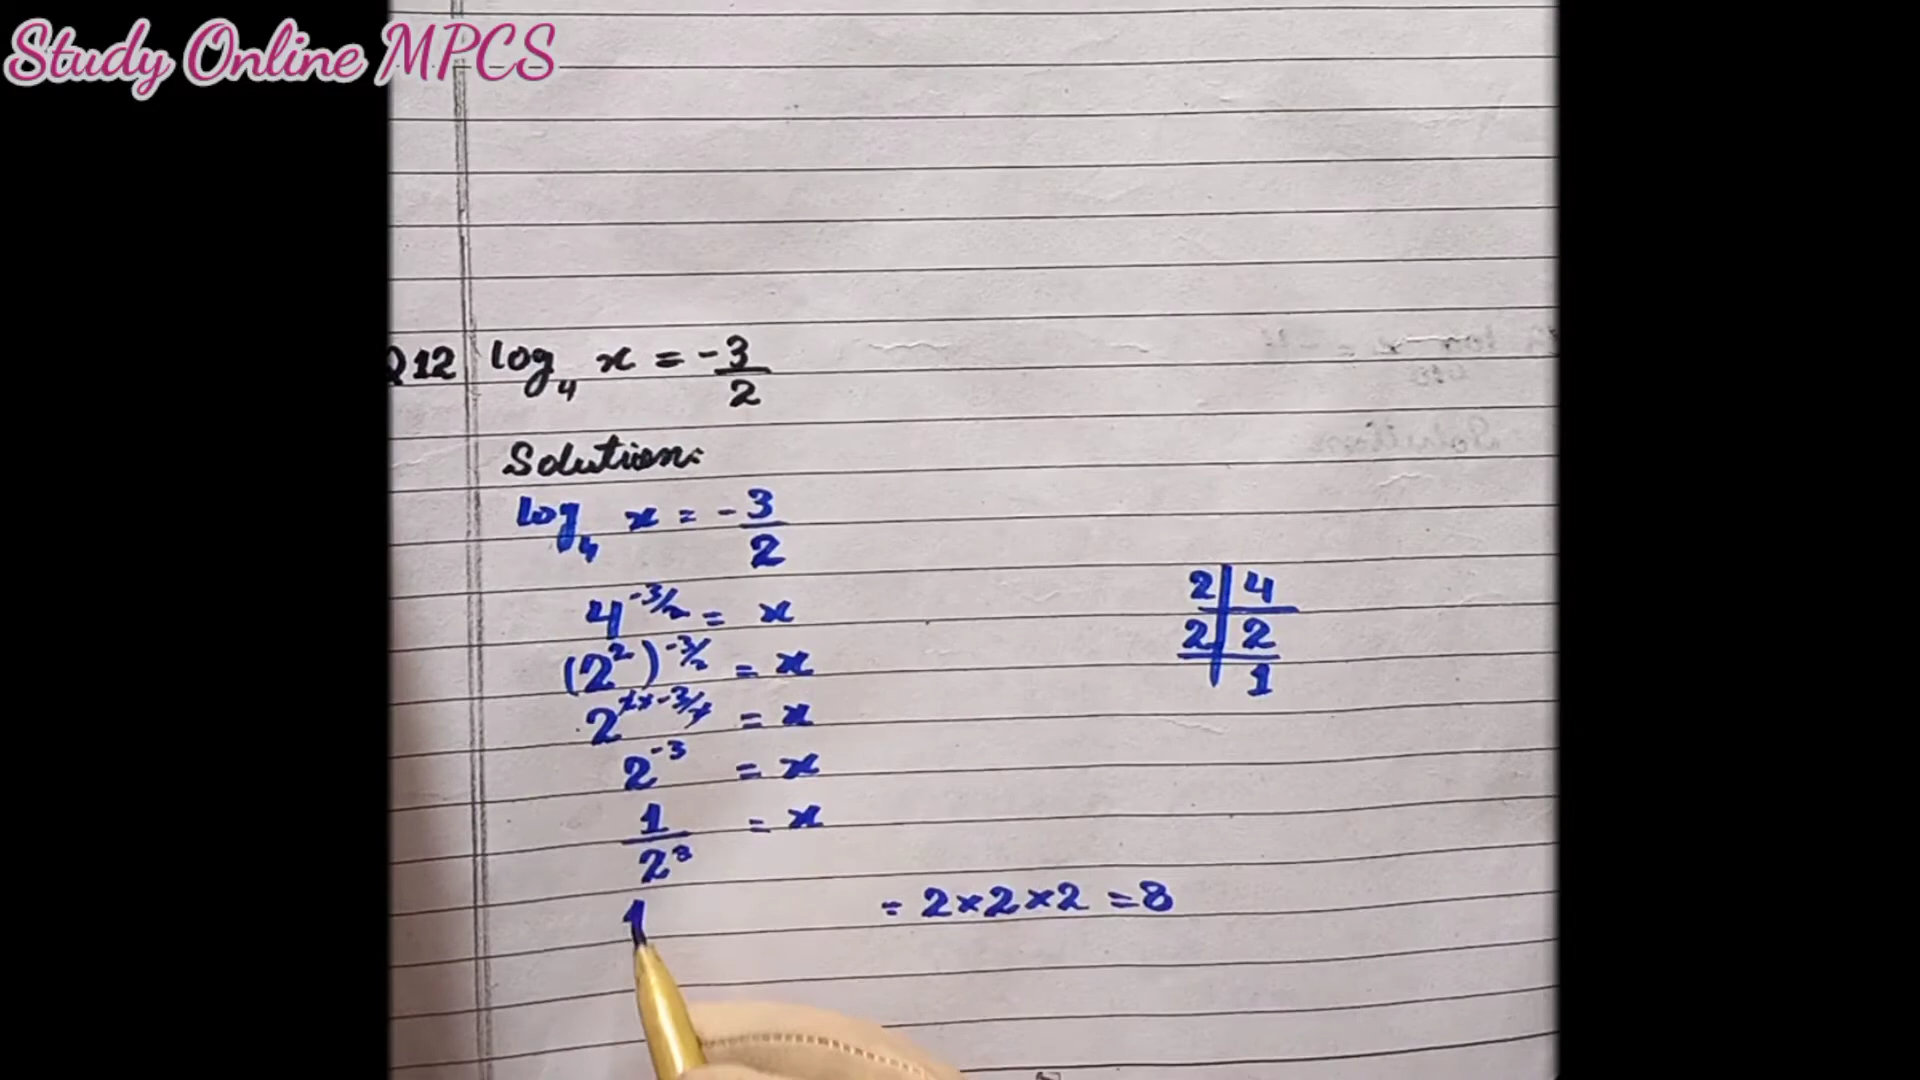 Study Online MPCS
Q12 log₄ x = -3/2
Solution:
log₄ x = -3/2
4^-3/2 = x
(2²)^-3/2 = x
2^2×-3/2 = x
2^-3 = x
1/2³ = x
1
= 2×2×2 = 8
2 | 4
2 | 2
1